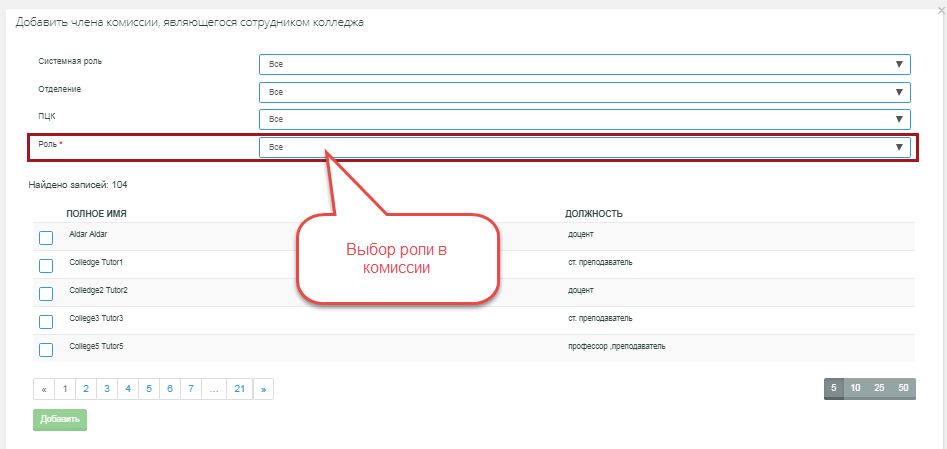 Добавить члена комиссии, являющегося сотрудником колледжа
×
Системная роль Все
Отделение Все
ПЦК Все
Роль * Все
Найдено записей: 104
ПОЛНОЕ ИМЯ ДОЛЖНОСТЬ
Aldar Aldar доцент
Colledge Tutor1 ст. преподаватель
Colledge2 Tutor2 доцент
College3 Tutor3 ст. преподаватель
College5 Tutor5 профессор ,преподаватель
Выбор роли в
комиссии
« 1 2 3 4 5 6 7 ... 21 » 5 10 25 50
Добавить